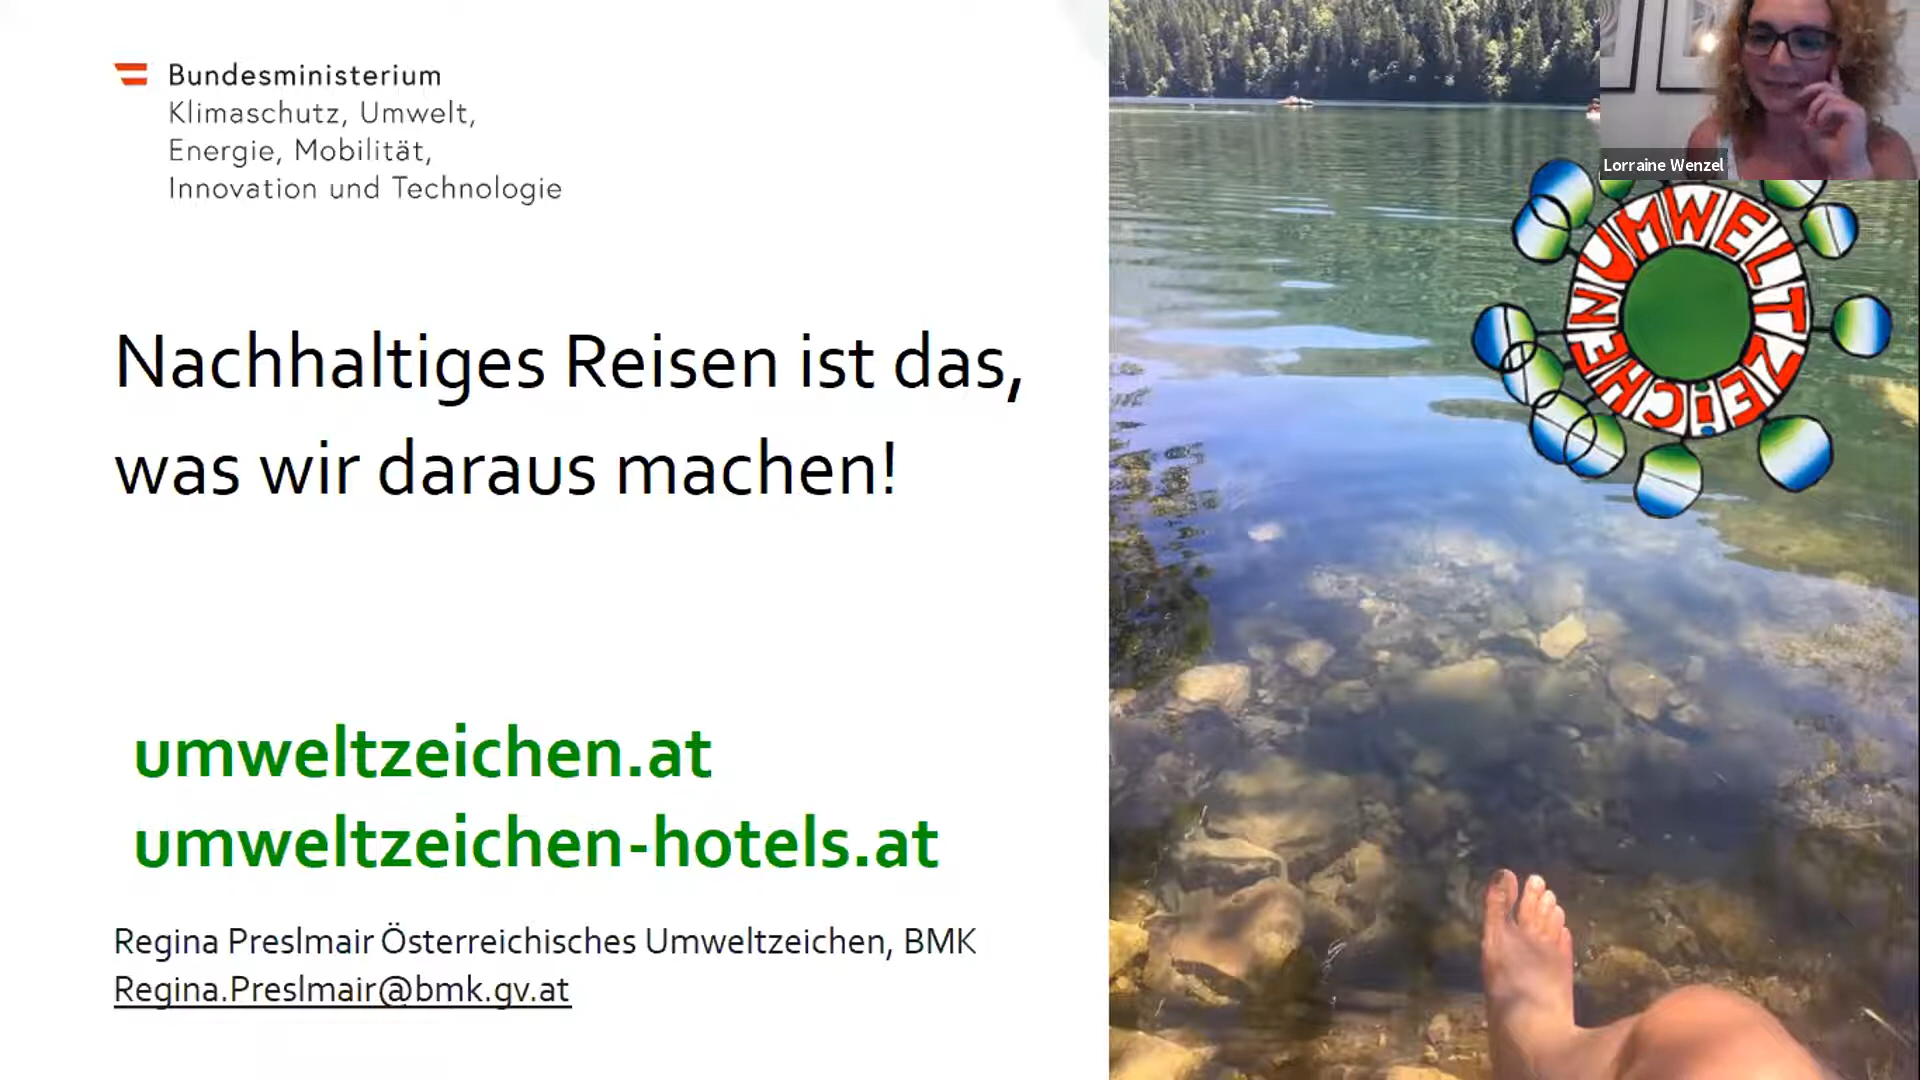 Bundesministerium
Klimaschutz, Umwelt,
Energie, Mobilität,
Innovation und Technologie
Nachhaltiges Reisen ist das,
was wir daraus machen!
umweltzeichen.at
umweltzeichen-hotels.at
Regina Preslmair Österreichisches Umweltzeichen, BMK
Regina.Preslmair@bmk.gv.at
Lorraine Wenzel
UMWELTZEiCHEN